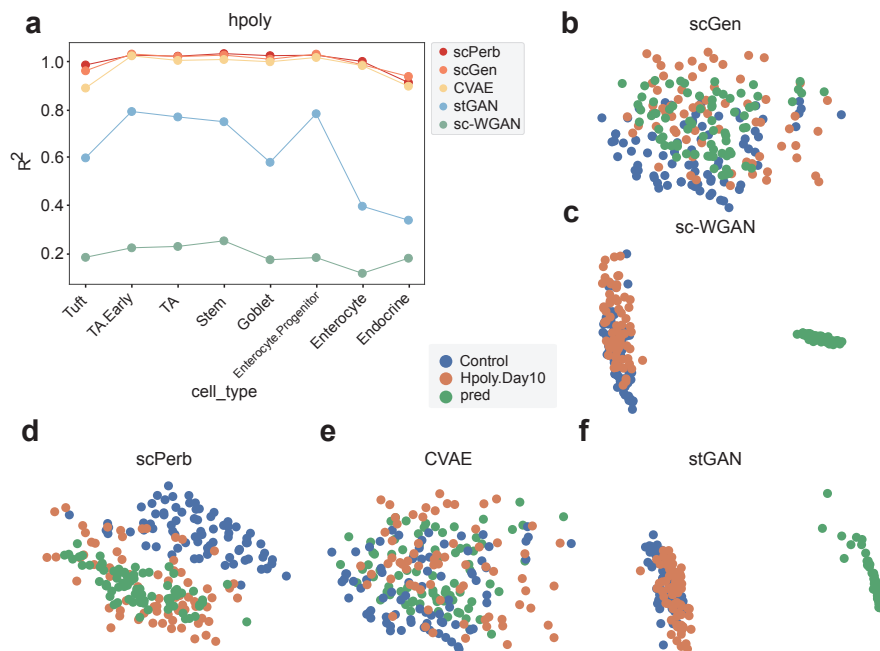 a
hpoly
R²
1.0
0.8
0.6
0.4
0.2
Tuft
TA.Early
TA
Stem
Goblet
Enterocyte.Progenitor
Enterocyte
Endocrine
cell_type
scPerb
scGen
CVAE
stGAN
sc-WGAN
b
scGen
c
sc-WGAN
Control
Hpoly.Day10
pred
d
scPerb
e
CVAE
f
stGAN